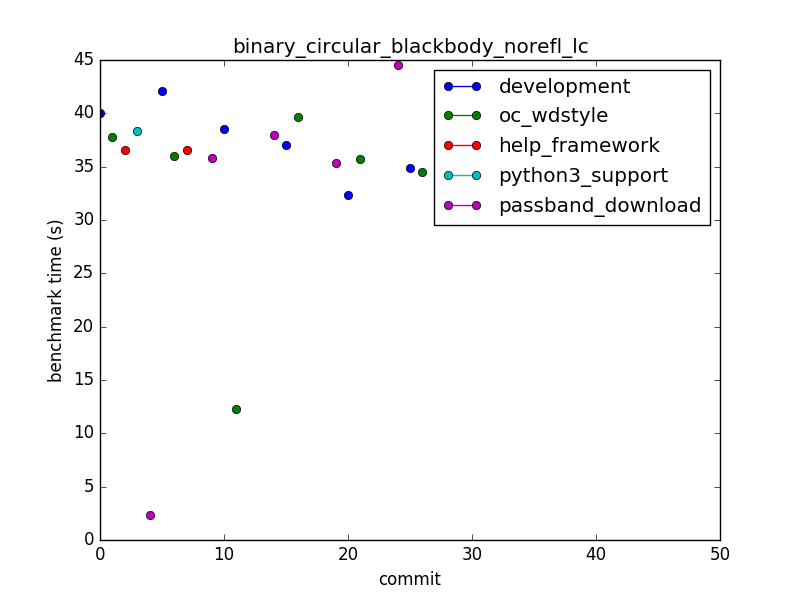 binary_circular_blackbody_norefl_lc
45
40
35
30
25
20
15
10
5
0
benchmark time (s)
development
oc_wdstyle
help_framework
python3_support
passband_download
0 10 20 30 40 50
commit